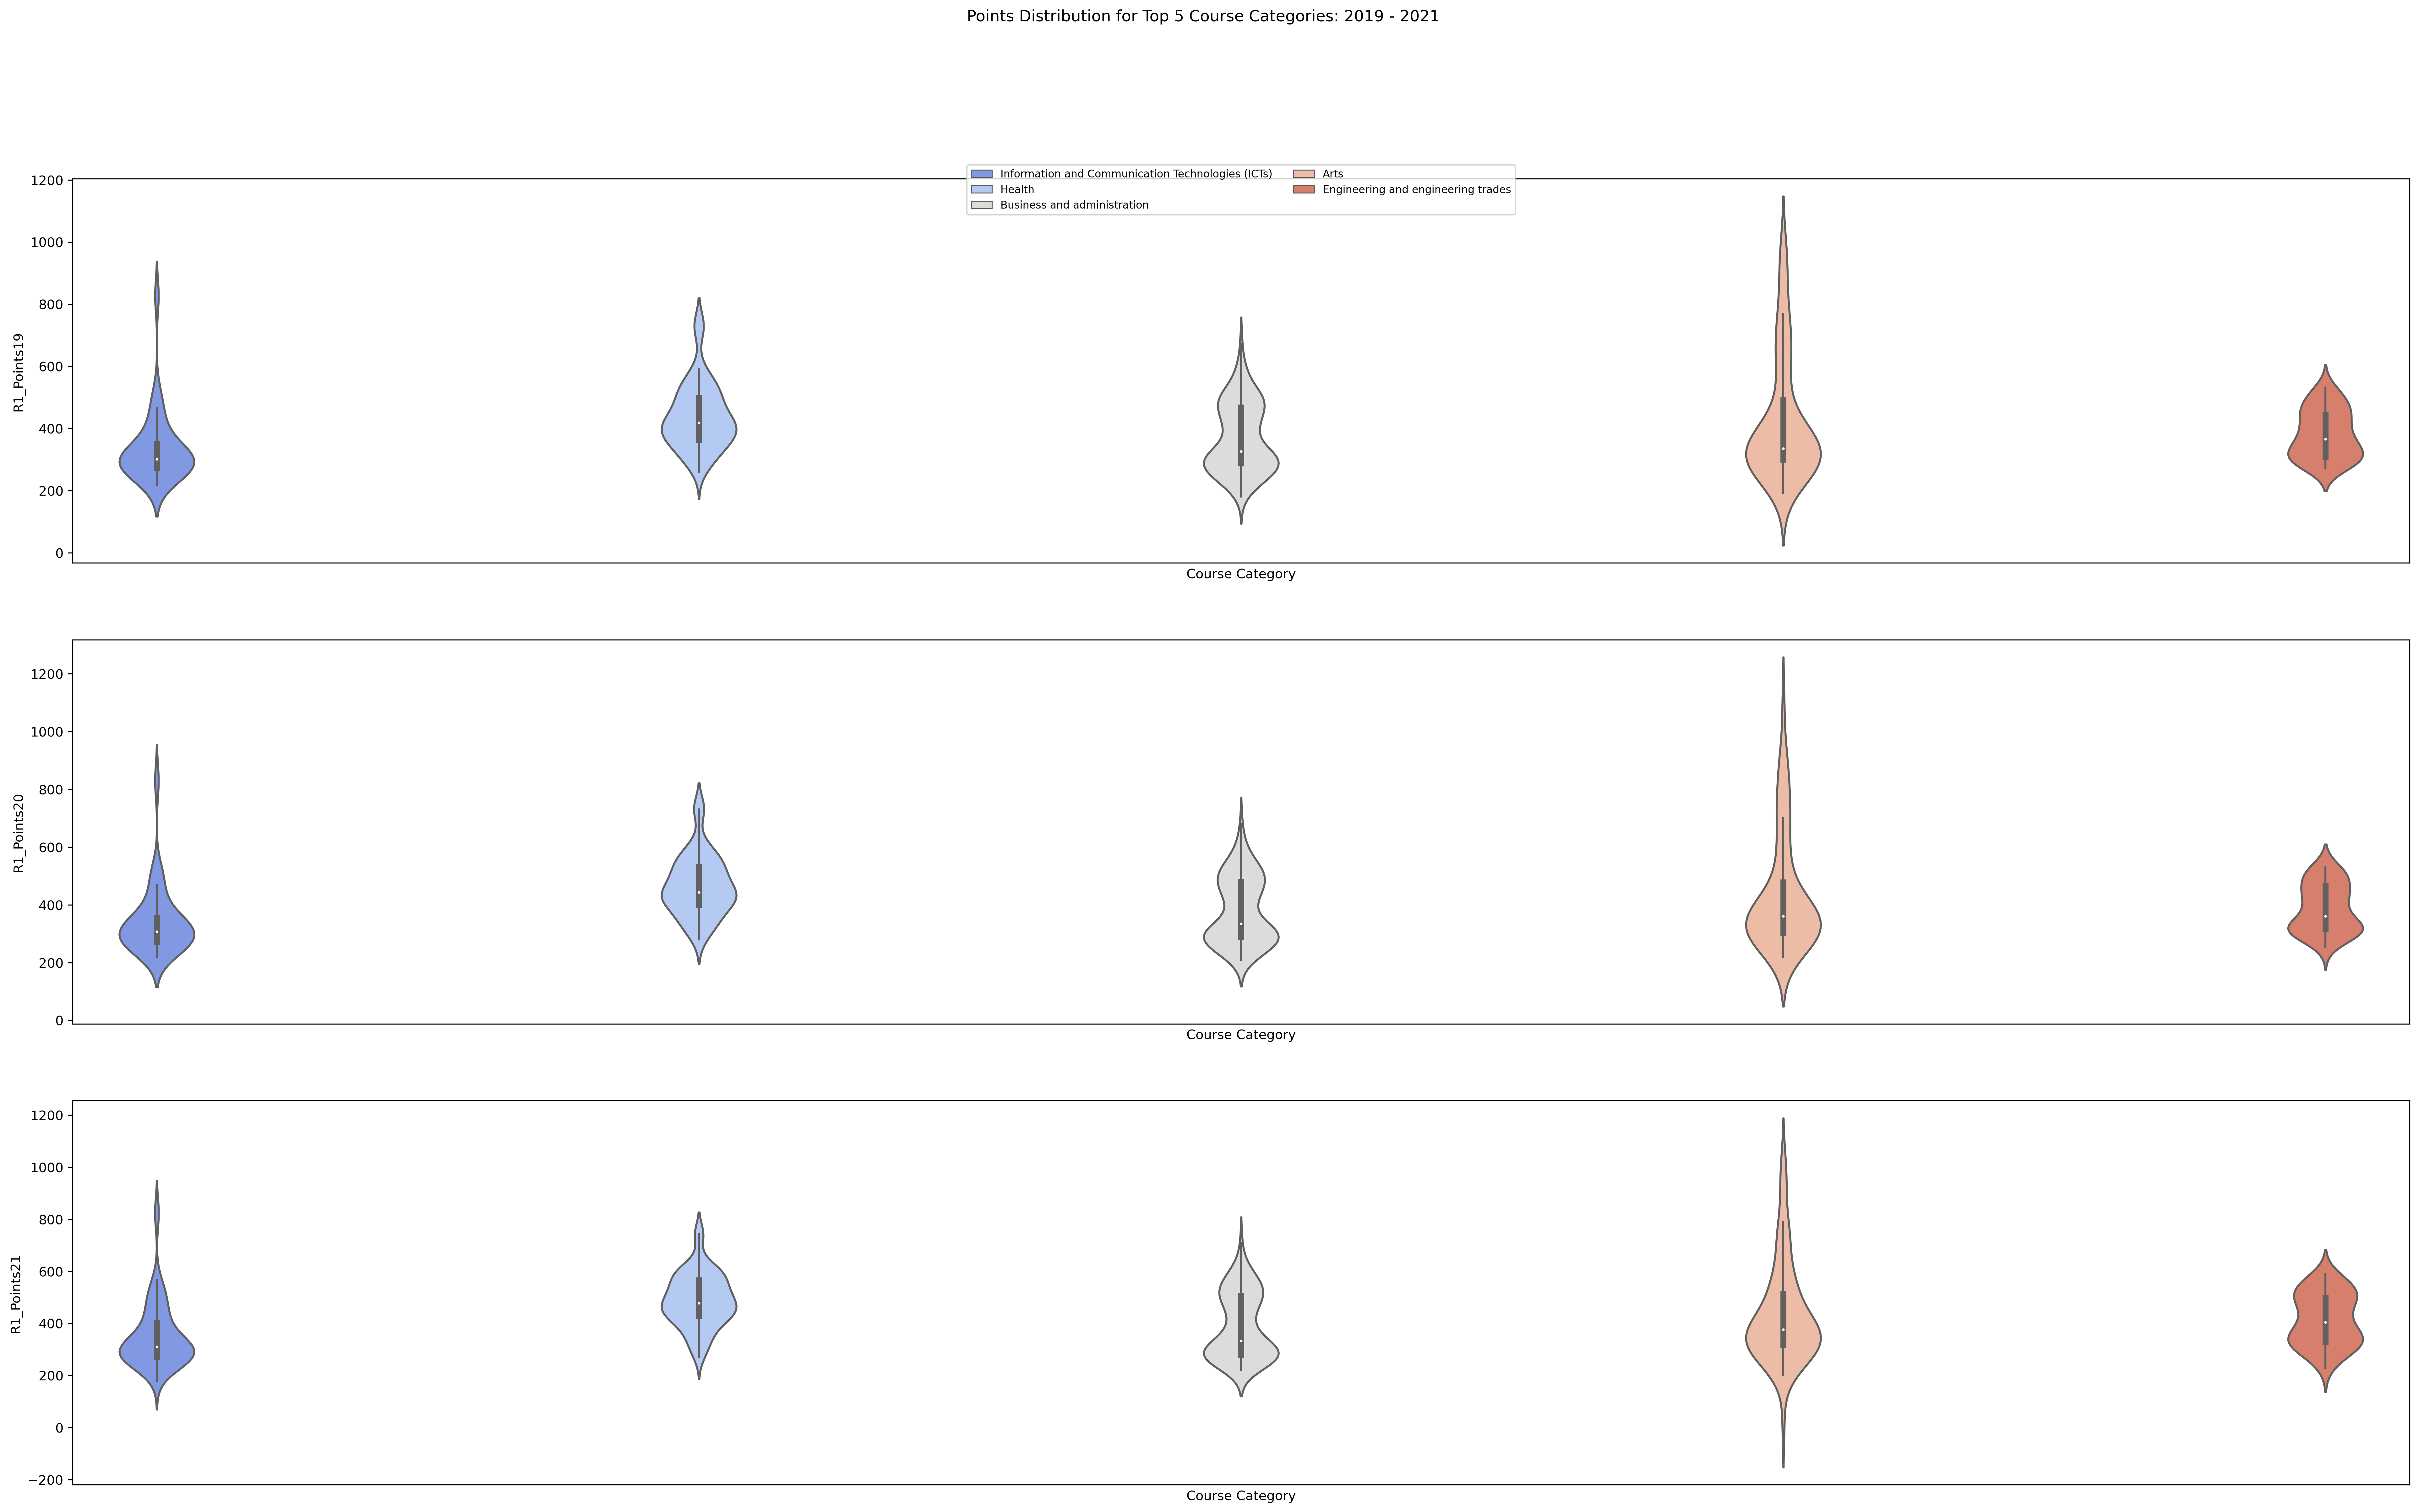 Points Distribution for Top 5 Course Categories: 2019 - 2021
Information and Communication Technologies (ICTs)
Health
Business and administration
Arts
Engineering and engineering trades
1200
1000
800
600
400
200
0
R1_Points19
Course Category
1200
1000
800
600
400
200
0
R1_Points20
Course Category
1200
1000
800
600
400
200
0
−200
R1_Points21
Course Category